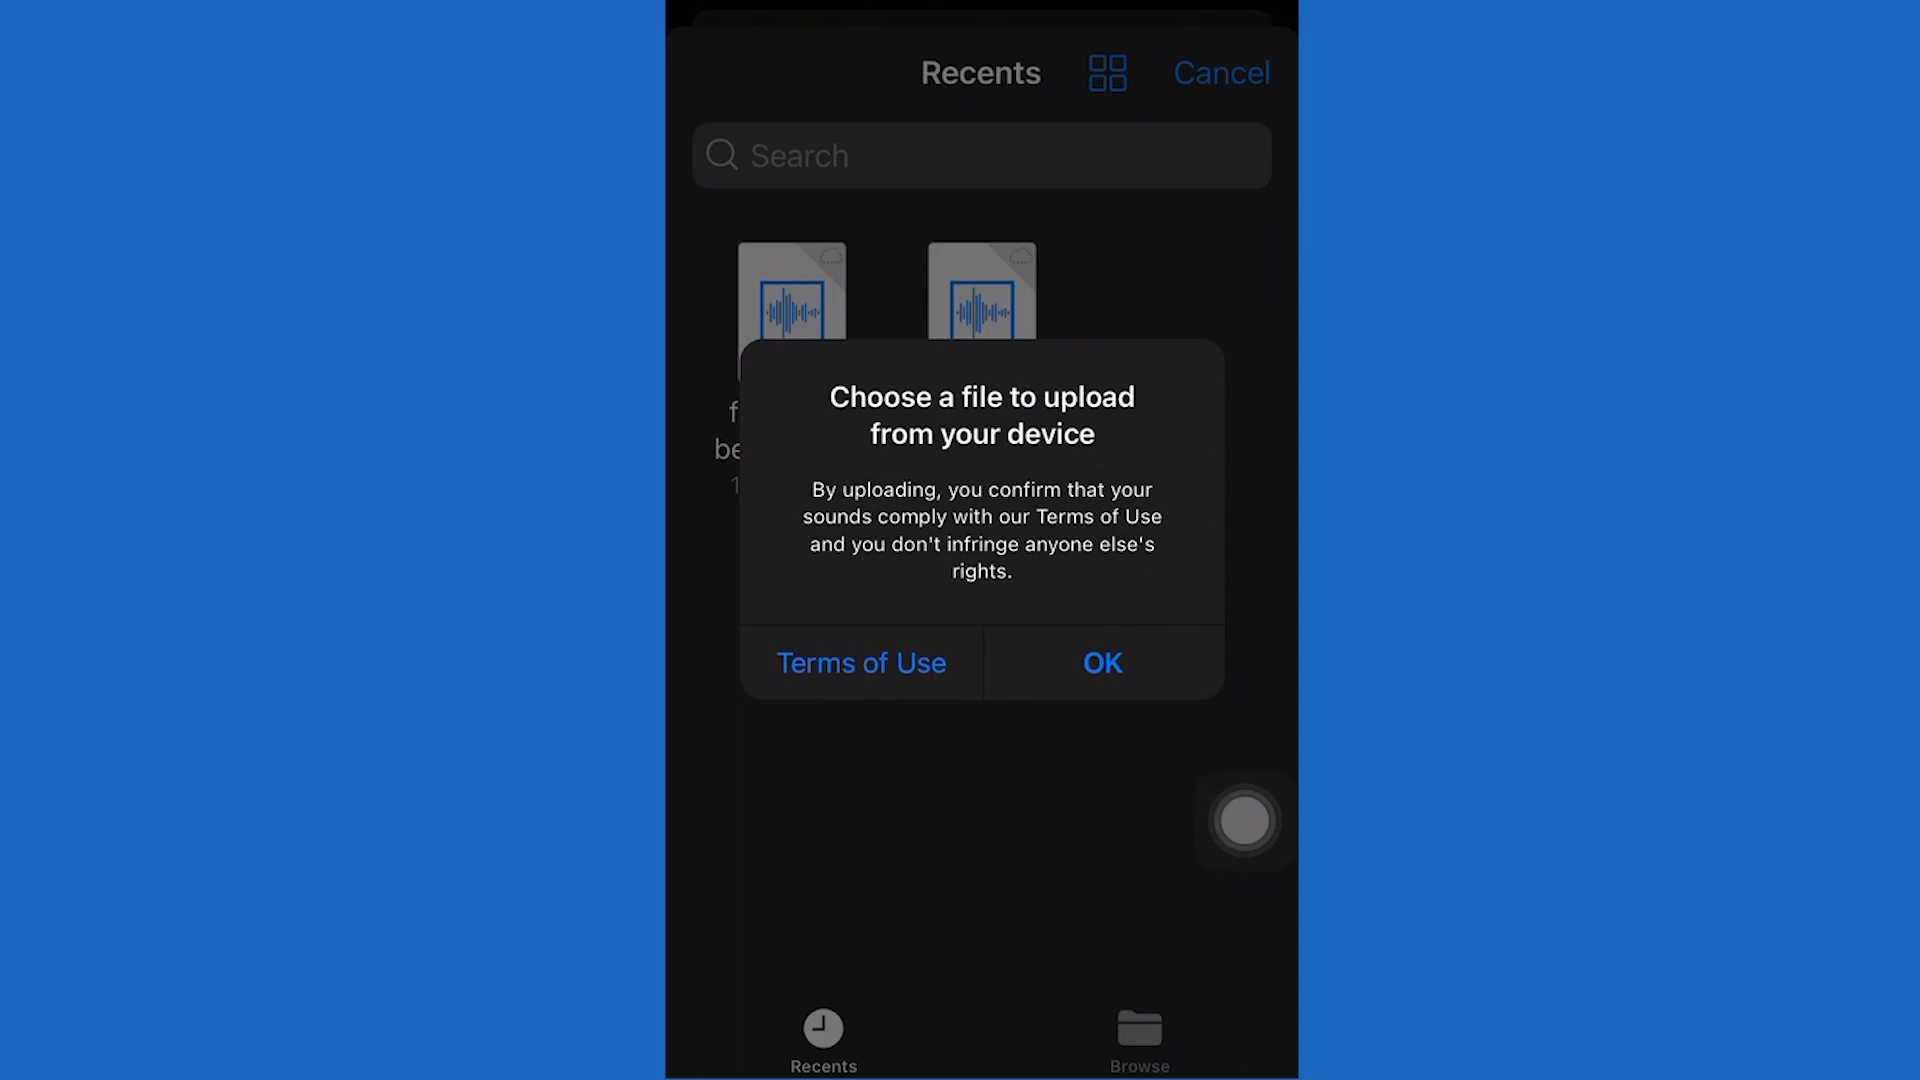 Recents
Cancel
Search
Choose a file to upload
from your device
By uploading, you confirm that your
sounds comply with our Terms of Use
and you don't infringe anyone else's
rights.
Terms of Use
OK
Recents
Browse